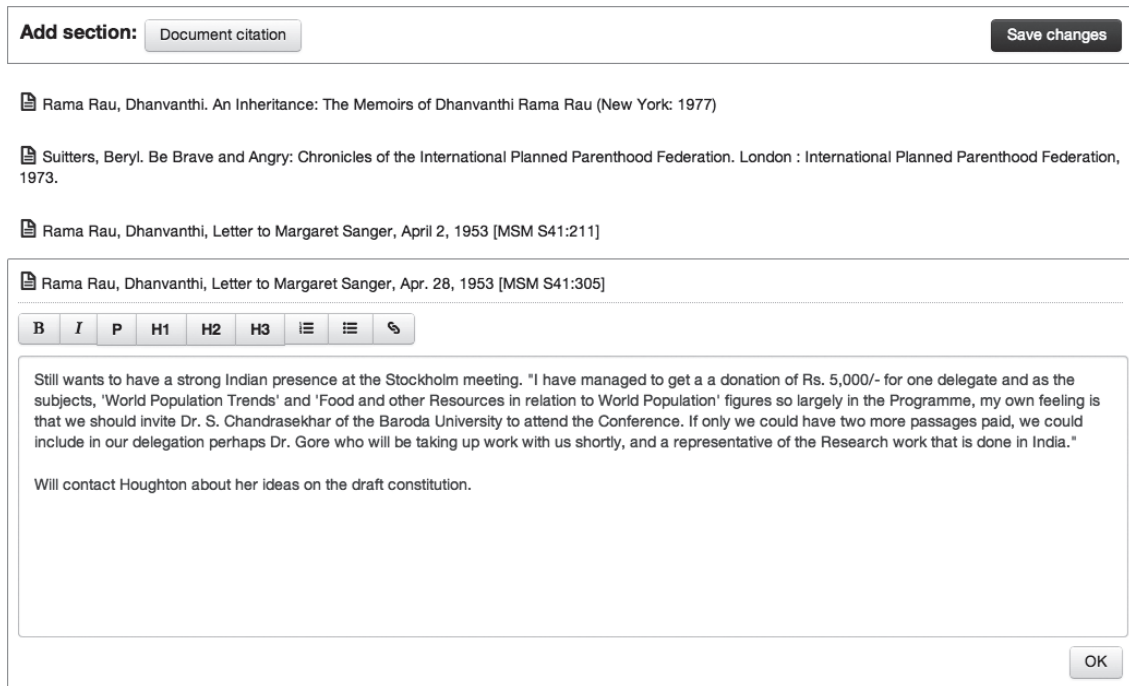 Add section: Document citation Save changes
Rama Rau, Dhanvanthi. An Inheritance: The Memoirs of Dhanvanthi Rama Rau (New York: 1977)
Suitters, Beryl. Be Brave and Angry: Chronicles of the International Planned Parenthood Federation. London : International Planned Parenthood Federation,
1973.
Rama Rau, Dhanvanthi, Letter to Margaret Sanger, April 2, 1953 [MSM S41:211]
Rama Rau, Dhanvanthi, Letter to Margaret Sanger, Apr. 28, 1953 [MSM S41:305]
B I P H1 H2 H3
Still wants to have a strong Indian presence at the Stockholm meeting. "I have managed to get a a donation of Rs. 5,000/- for one delegate and as the
subjects, 'World Population Trends' and 'Food and other Resources in relation to World Population' figures so largely in the Programme, my own feeling is
that we should invite Dr. S. Chandrasekhar of the Baroda University to attend the Conference. If only we could have two more passages paid, we could
include in our delegation perhaps Dr. Gore who will be taking up work with us shortly, and a representative of the Research work that is done in India."
Will contact Houghton about her ideas on the draft constitution.
OK